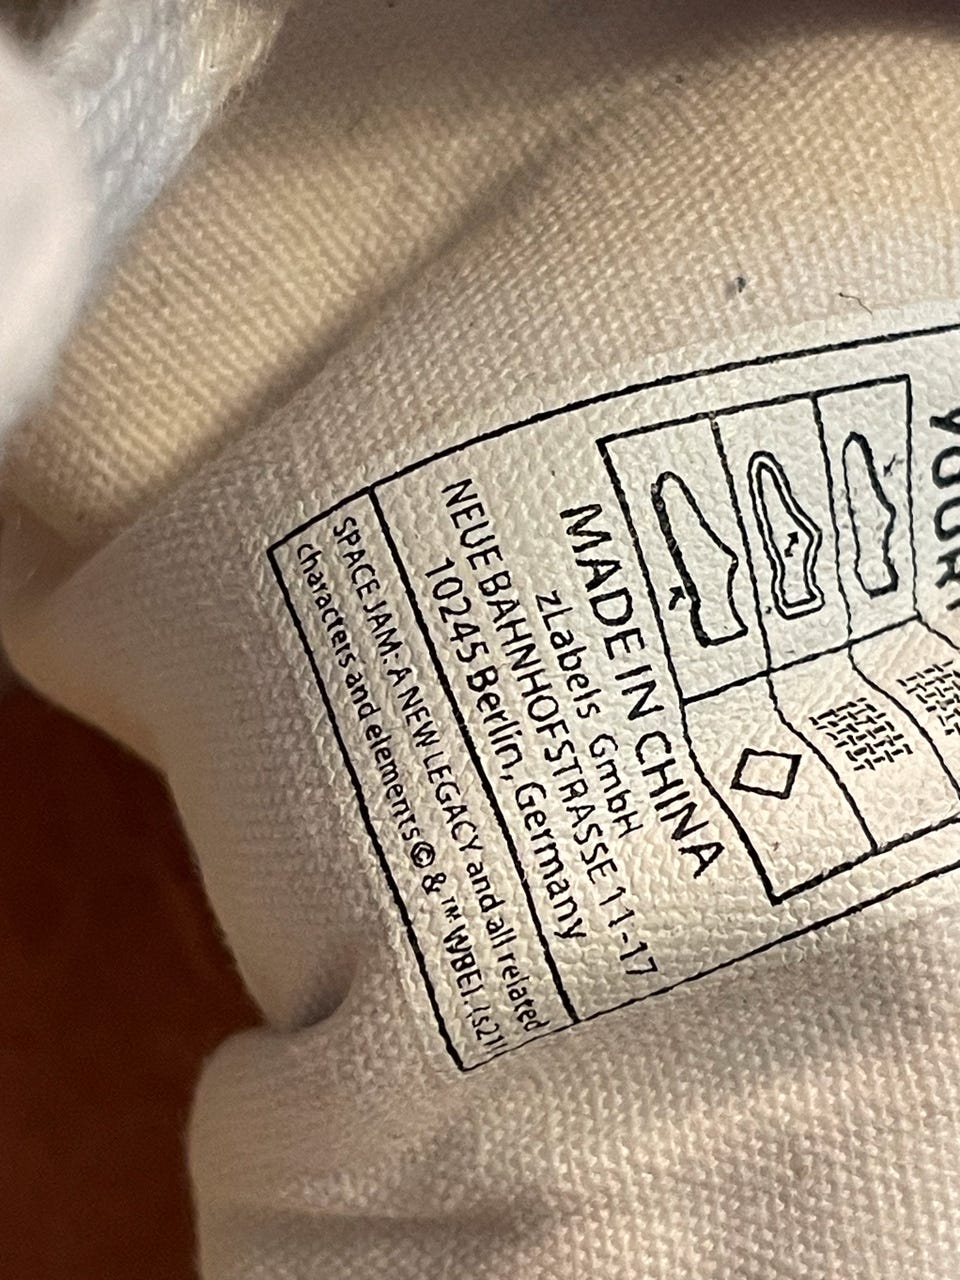 YOUR
MADE IN CHINA
zLabels GmbH
NEUE BAHNHOFSTRASSE 11-17
10245 Berlin, Germany
SPACE JAM: A NEW LEGACY and all related
characters and elements © & ™ WBEI. (s21)